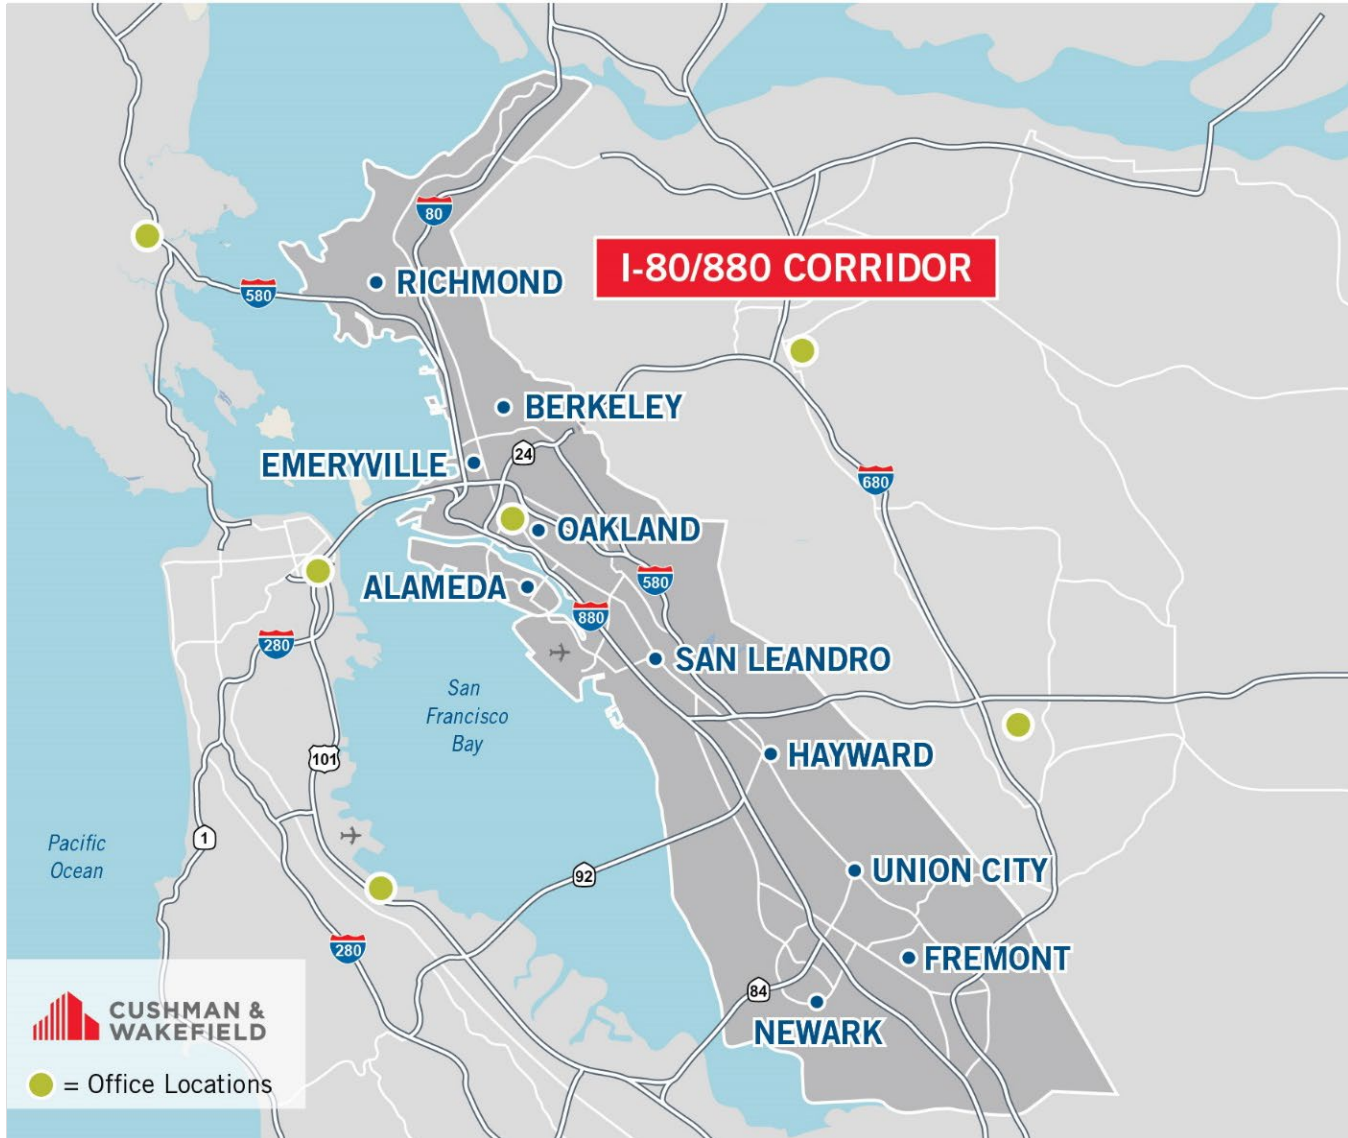 80
I-80/880 CORRIDOR
RICHMOND
580
BERKELEY
24
EMERYVILLE
680
OAKLAND
580
ALAMEDA
880
280
SAN LEANDRO
San
Francisco
Bay
HAYWARD
101
1
Pacific
Ocean
92
UNION CITY
280
FREMONT
84
NEWARK
CUSHMAN &
WAKEFIELD
= Office Locations